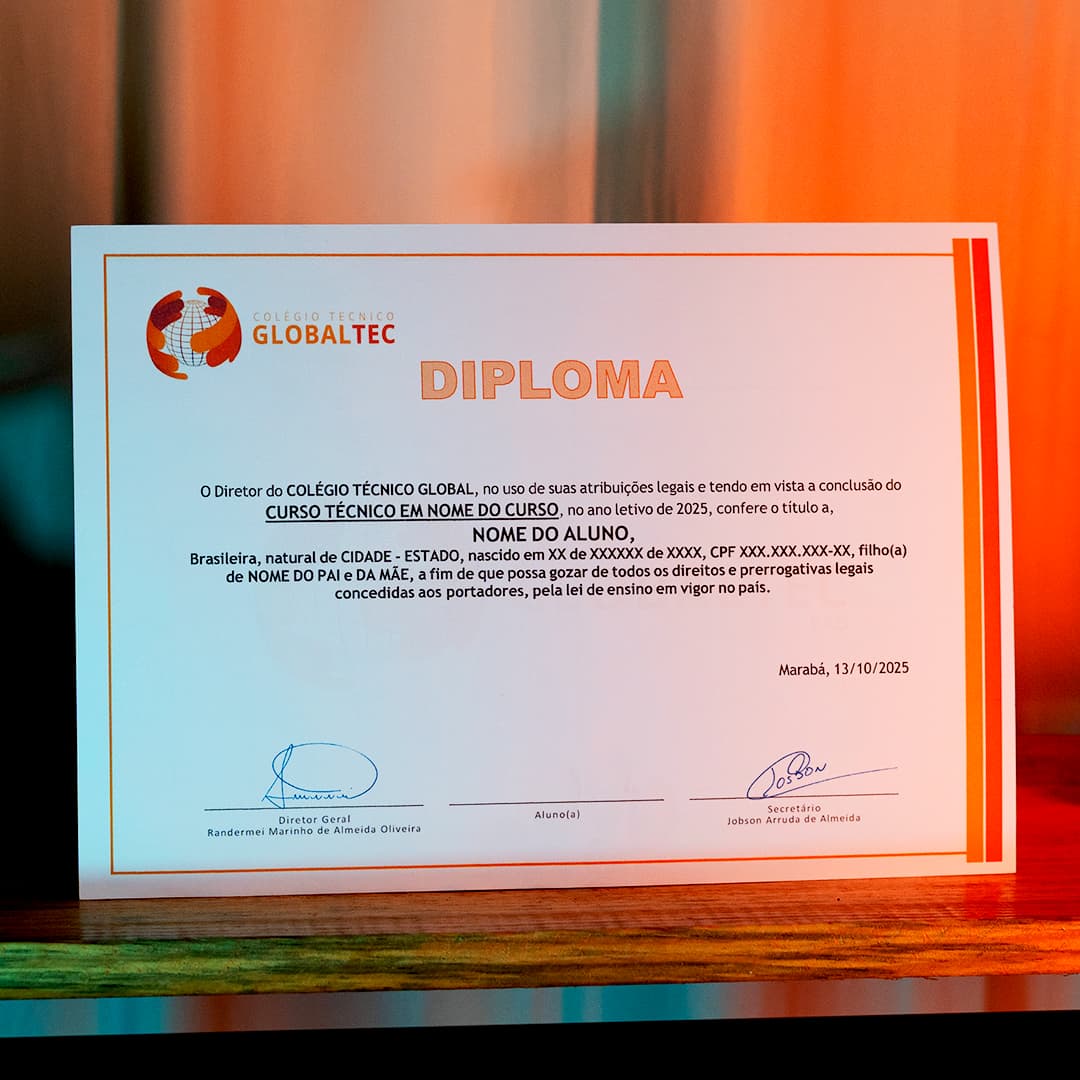 COLÉGIO TECNICO
GLOBALTEC
DIPLOMA
O Diretor do COLÉGIO TÉCNICO GLOBAL, no uso de suas atribuições legais e tendo em vista a conclusão do
CURSO TÉCNICO EM NOME DO CURSO, no ano letivo de 2025, confere o título a,
NOME DO ALUNO,
Brasileira, natural de CIDADE - ESTADO, nascido em XX de XXXXXX de XXXX, CPF XXX.XXX.XXX-XX, filho(a)
de NOME DO PAI e DA MÃE, a fim de que possa gozar de todos os direitos e prerrogativas legais
concedidas aos portadores, pela lei de ensino em vigor no país.
Marabá, 13/10/2025
Jobson
Diretor Geral
Randermei Marinho de Almeida Oliveira
Aluno(a)
Secretário
Jobson Arruda de Almeida